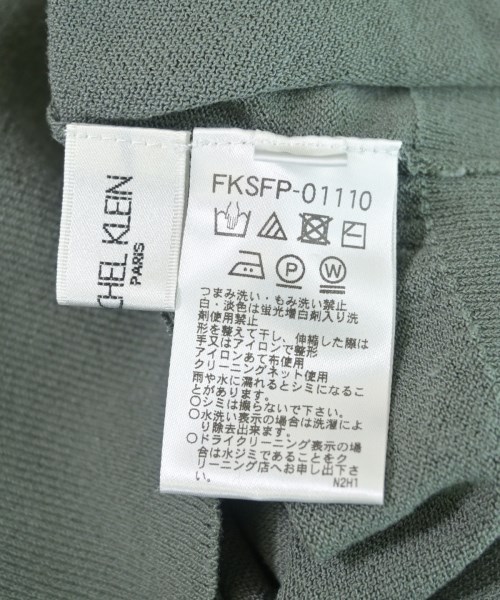 CHEL KLEIN
PARIS
FKSFP-01110
P
W
つまみ洗い・もみ洗い禁止
白・淡色は蛍光増白剤入り洗
剤使用禁止
形を整えて干し、伸縮した際は
手又はアイロンで整形
アイロンあて布使用
クリーニングネット使用
雨や水に濡れるとシミになるこ
とがあります。
○シミは擦らないで下さい。
○水洗い表示の場合は洗濯によ
り除去出来ます。
○ドライクリーニング表示の場
合は水ジミであることをク
リーニング店へお申し出下さ
い。
N2H1